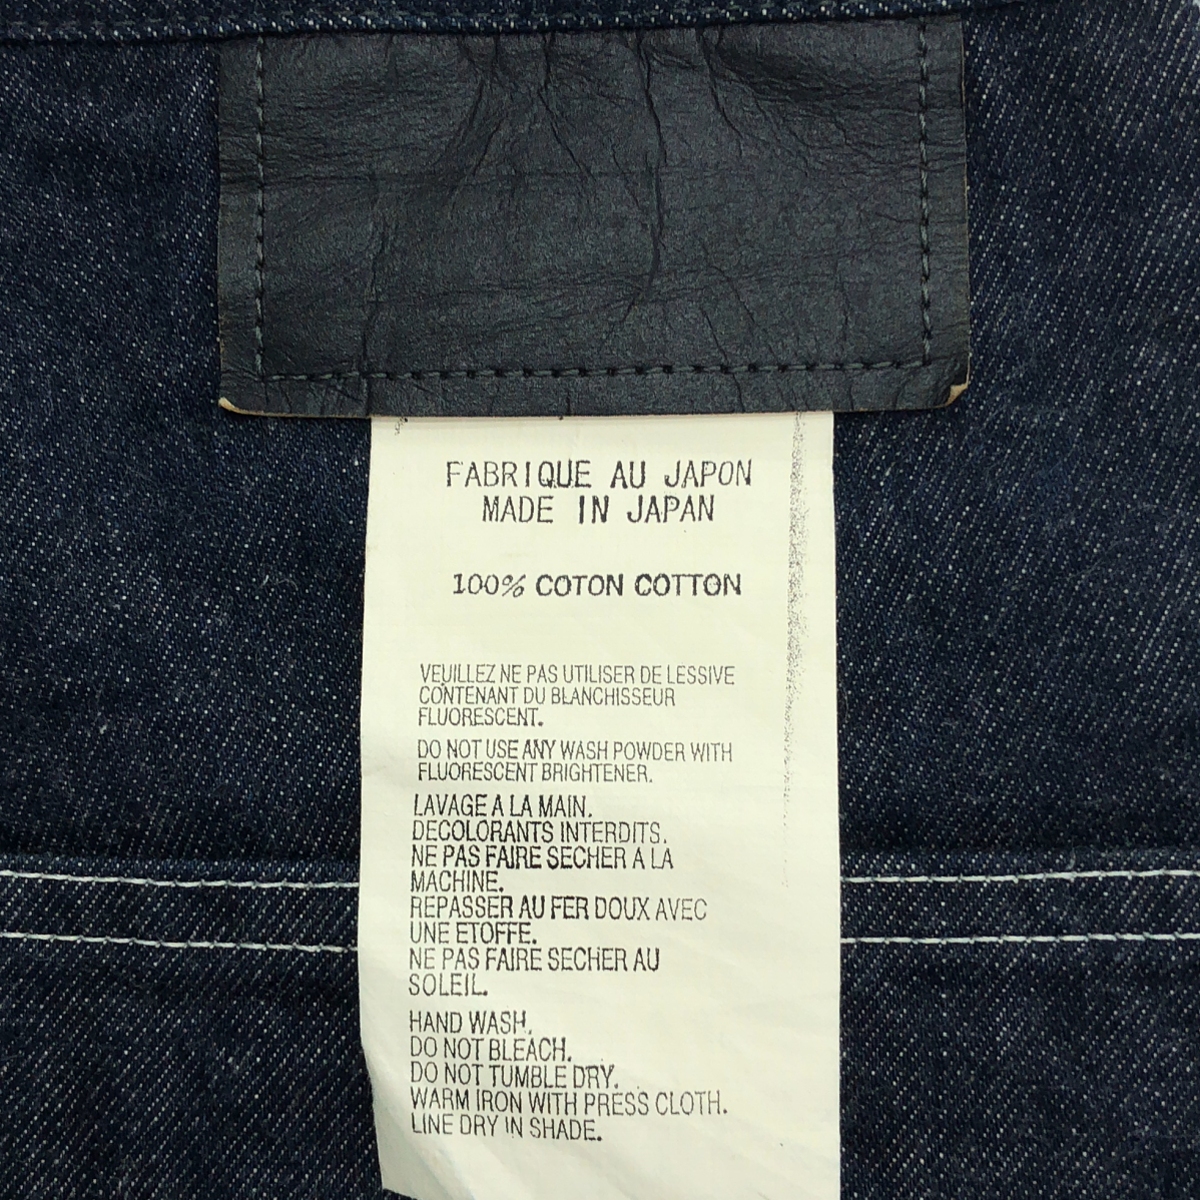 FABRIQUE AU JAPON
MADE IN JAPAN
100% COTON COTTON
VEUILLEZ NE PAS UTILISER DE LESSIVE
CONTENANT DU BLANCHISSEUR
FLUORESCENT.
DO NOT USE ANY WASH POWDER WITH
FLUORESCENT BRIGHTENER.
LAVAGE A LA MAIN.
DECOLORANTS INTERDITS.
NE PAS FAIRE SECHER A LA
MACHINE.
REPASSER AU FER DOUX AVEC
UNE ETOFFE.
NE PAS FAIRE SECHER AU
SOLEIL.
HAND WASH.
DO NOT BLEACH.
DO NOT TUMBLE DRY.
WARM IRON WITH PRESS CLOTH.
LINE DRY IN SHADE.